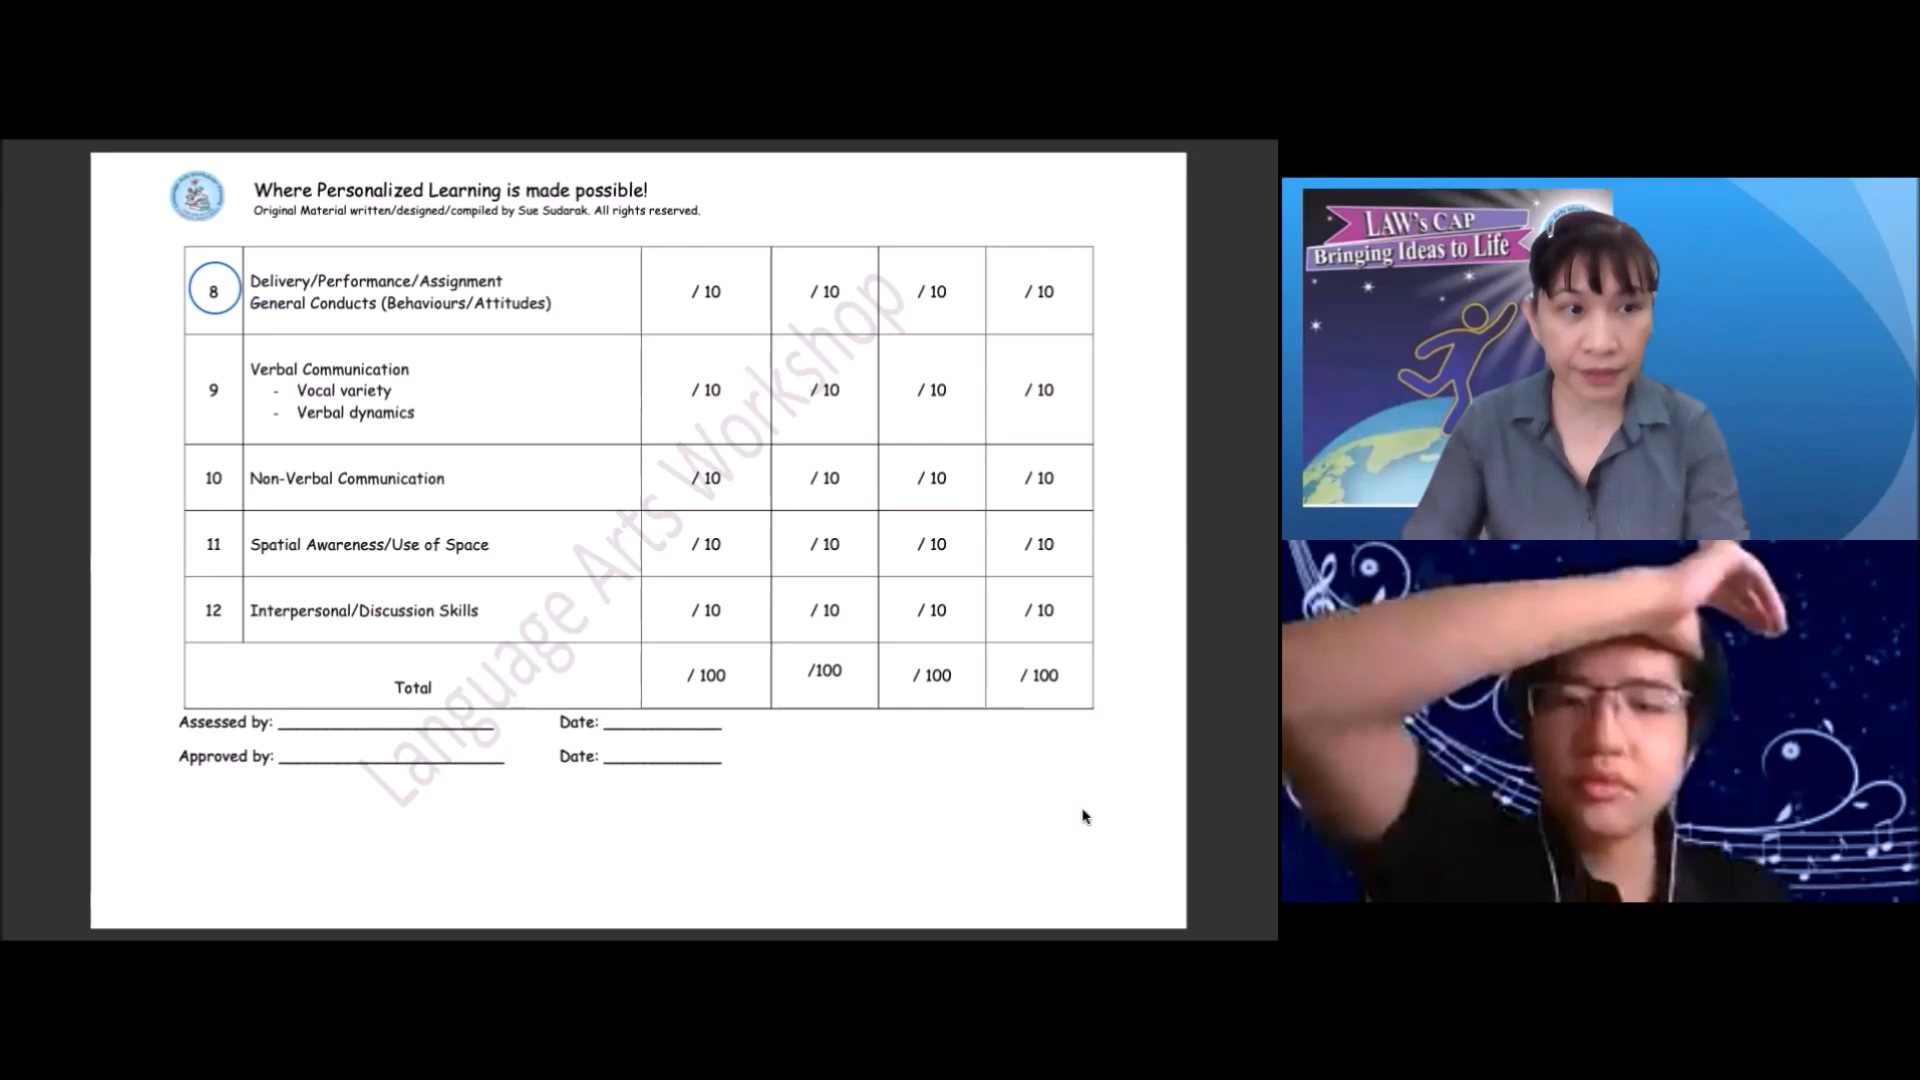 Where Personalized Learning is made possible!
Original Material written/designed/compiled by Sue Sudarak. All rights reserved.
8 Delivery/Performance/Assignment / 10 / 10 / 10 / 10
General Conducts (Behaviours/Attitudes)
9 Verbal Communication / 10 / 10 / 10 / 10
- Vocal variety
- Verbal dynamics
10 Non-Verbal Communication / 10 / 10 / 10 / 10
11 Spatial Awareness/Use of Space / 10 / 10 / 10 / 10
12 Interpersonal/Discussion Skills / 10 / 10 / 10 / 10
Total / 100 /100 / 100 / 100
Assessed by: ____________ Date: ____________
Approved by: ____________ Date: ____________
Language Arts Workshop
LAW's CAP
Bringing Ideas to Life